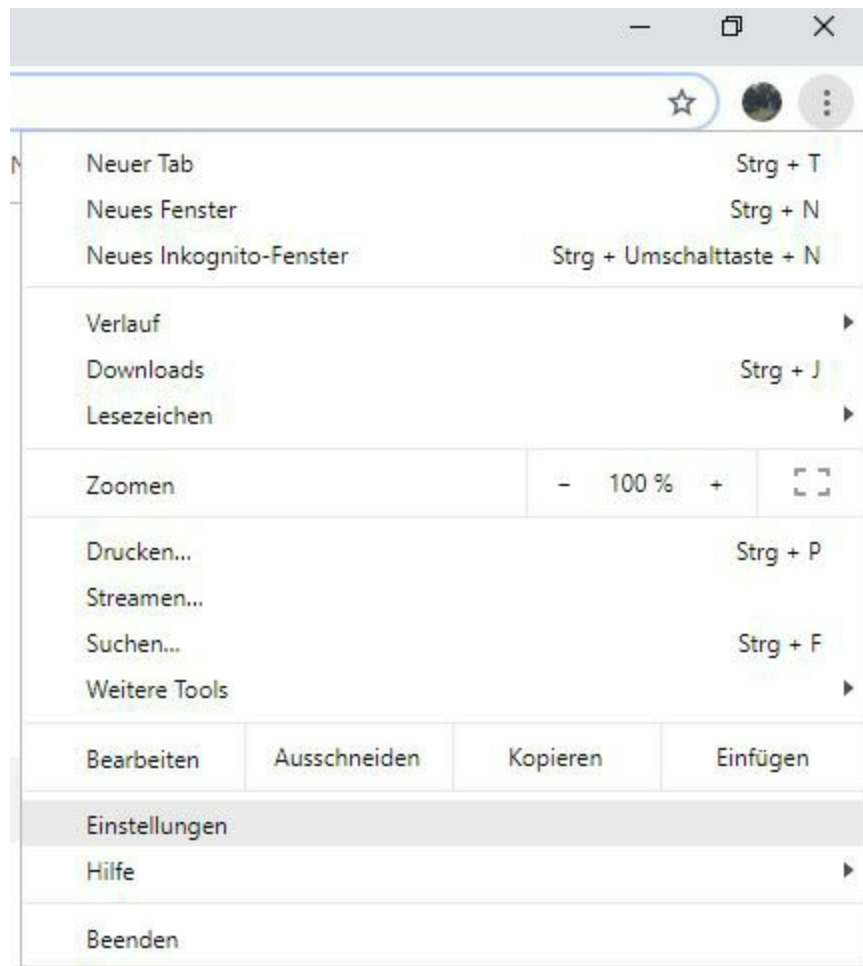 Neuer Tab Strg + T
Neues Fenster Strg + N
Neues Inkognito-Fenster Strg + Umschalttaste + N
Verlauf
Downloads Strg + J
Lesezeichen
Zoomen - 100 % +
Drucken... Strg + P
Streamen...
Suchen... Strg + F
Weitere Tools
Bearbeiten Ausschneiden Kopieren Einfügen
Einstellungen
Hilfe
Beenden